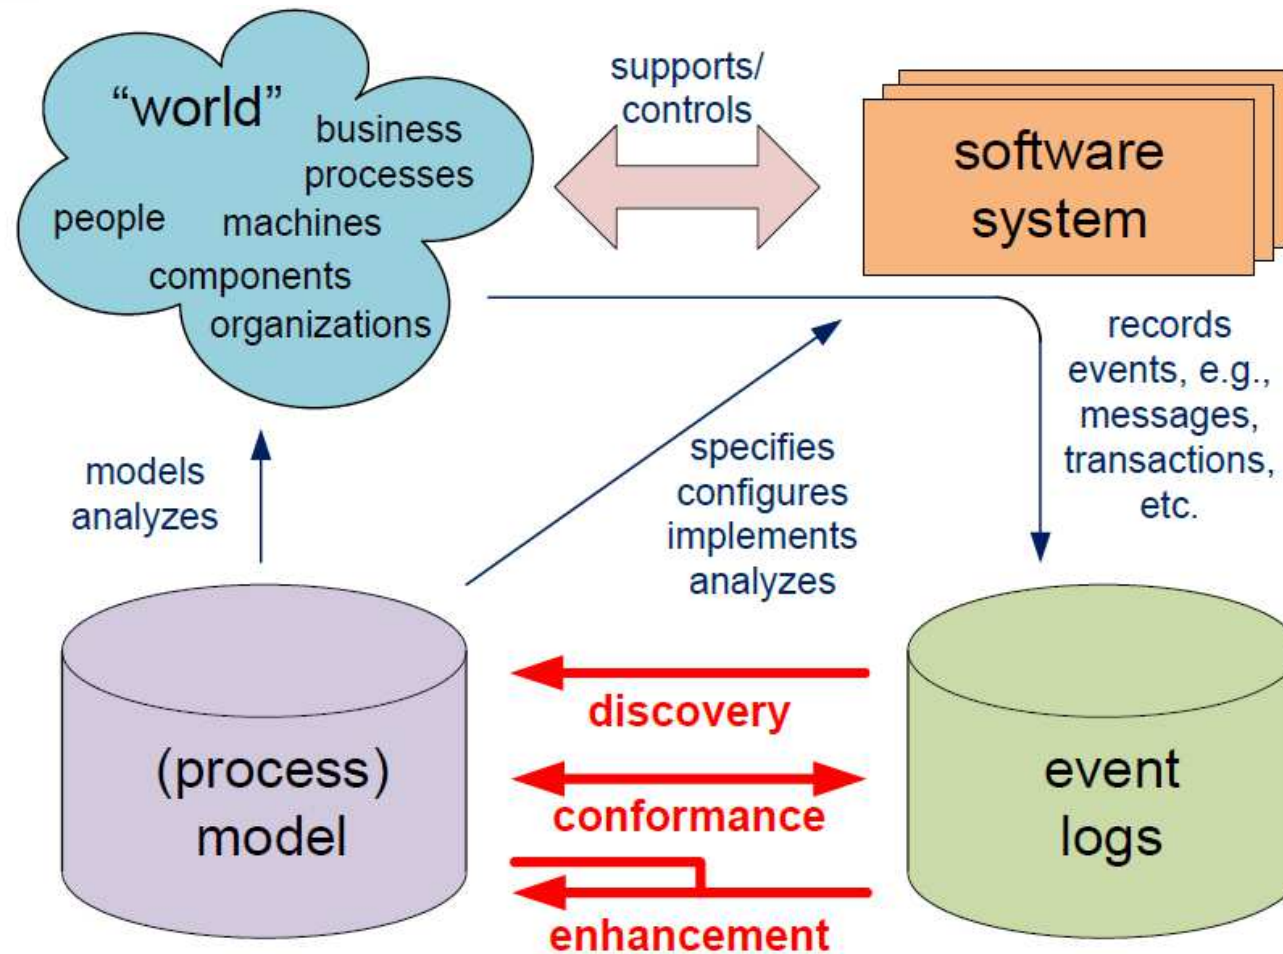 “world”
business
processes
people
machines
components
organizations
supports/
controls
software
system
records
events, e.g.,
messages,
transactions,
etc.
models
analyzes
specifies
configures
implements
analyzes
(process)
model
discovery
conformance
enhancement
event
logs